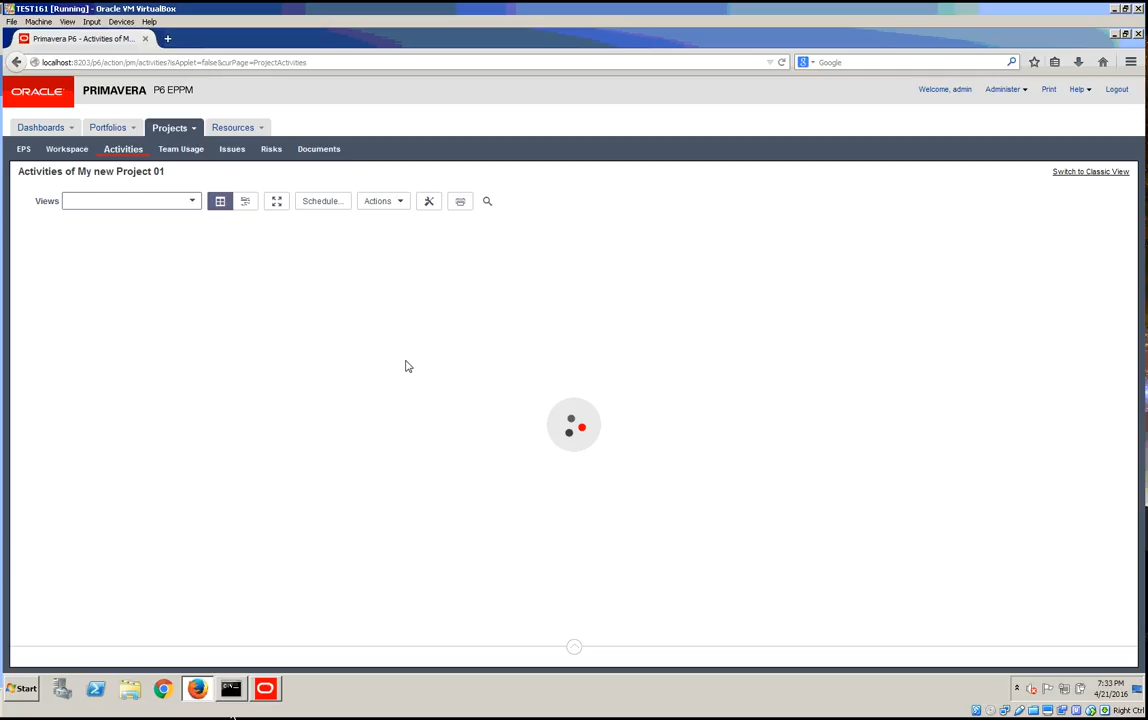 TEST161 [Running] - Oracle VM VirtualBox
File Machine View Input Devices Help
Primavera P6 - Activities of M...
localhost:8203/p6/action/pm/activities?isApplet=false&curPage=ProjectActivities
Google
ORACLE PRIMAVERA P6 EPPM
Welcome, admin Administer Print Help Logout
Dashboards Portfolios Projects Resources
EPS Workspace Activities Team Usage Issues Risks Documents
Activities of My new Project 01
Switch to Classic View
Views Schedule... Actions
Start
7:33 PM
4/21/2016
Right Ctrl